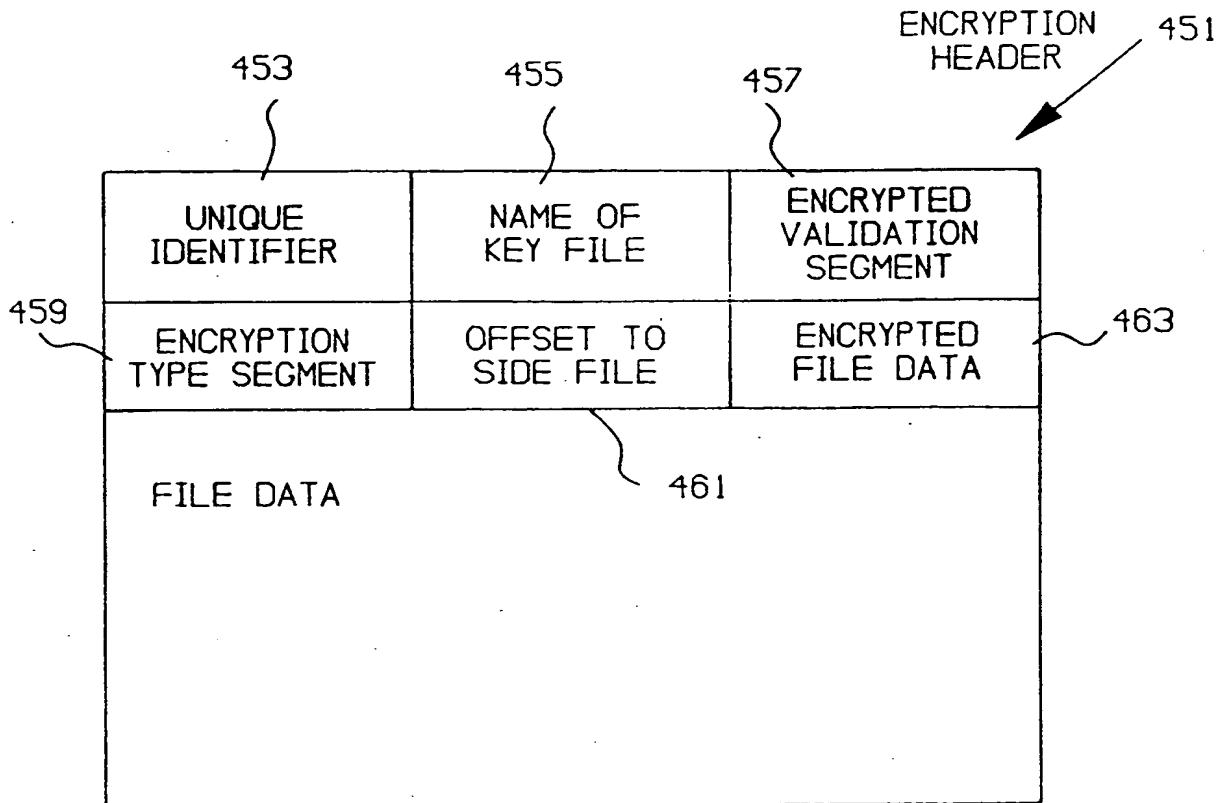 ENCRYPTION
HEADER
451
453
455
457
UNIQUE
IDENTIFIER
NAME OF
KEY FILE
ENCRYPTED
VALIDATION
SEGMENT
459
ENCRYPTION
TYPE SEGMENT
OFFSET TO
SIDE FILE
ENCRYPTED
FILE DATA
463
461
FILE DATA